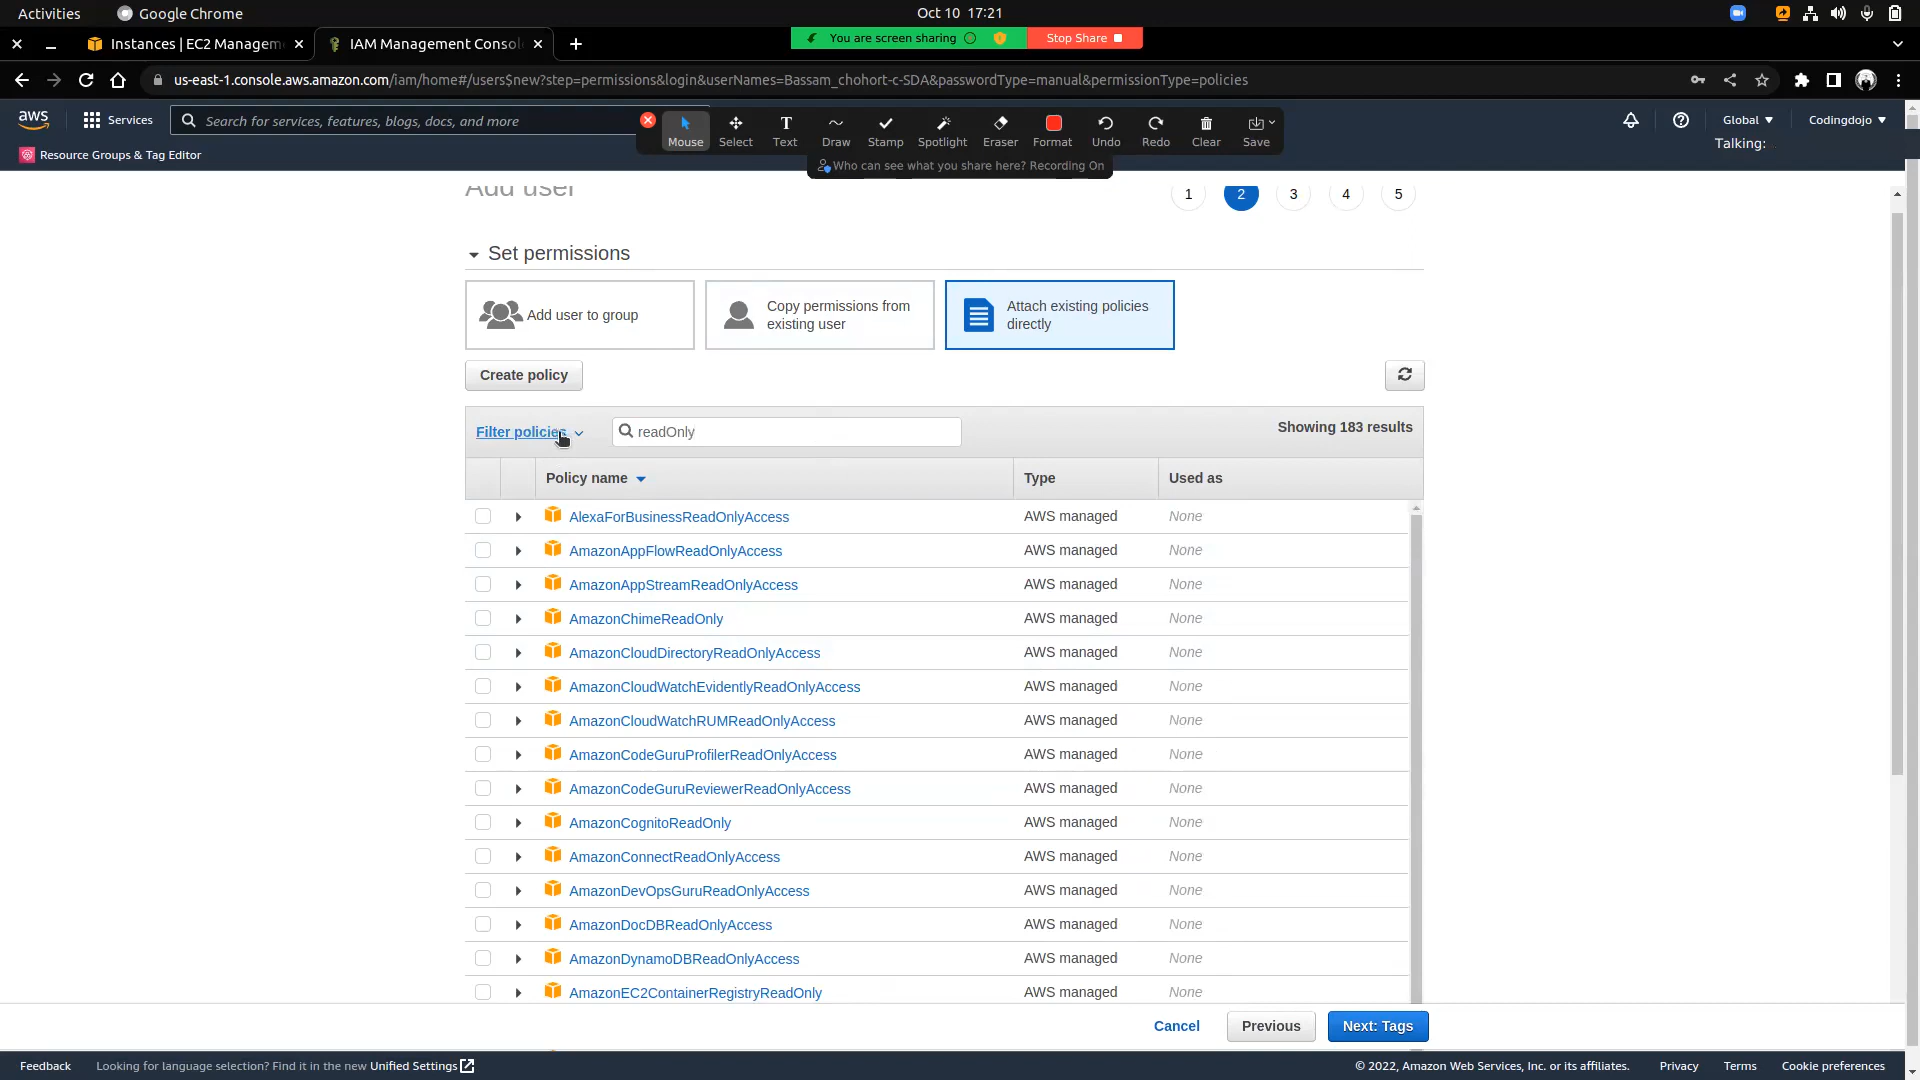 Activities
Google Chrome
Oct 10 17:21
Instances | EC2 Managem
IAM Management Consol
You are screen sharing
Stop Share
us-east-1.console.aws.amazon.com/iam/home#/users$new?step=permissions&login&userNames=Bassam_chohort-c-SDA&passwordType=manual&permissionType=policies
aws
Services
Search for services, features, blogs, docs, and more
Mouse
Select
T
Text
Draw
Stamp
Spotlight
Eraser
Format
Undo
Redo
Clear
Save
Global
Codingdojo
Talking:
Resource Groups & Tag Editor
Who can see what you share here? Recording On
Add user
1
2
3
4
5
Set permissions
Add user to group
Copy permissions from
existing user
Attach existing policies
directly
Create policy
Filter policies
readOnly
Showing 183 results
Policy name
Type
Used as
AlexaForBusinessReadOnlyAccess AWS managed None
AmazonAppFlowReadOnlyAccess AWS managed None
AmazonAppStreamReadOnlyAccess AWS managed None
AmazonChimeReadOnly AWS managed None
AmazonCloudDirectoryReadOnlyAccess AWS managed None
AmazonCloudWatchEvidentlyReadOnlyAccess AWS managed None
AmazonCloudWatchRUMReadOnlyAccess AWS managed None
AmazonCodeGuruProfilerReadOnlyAccess AWS managed None
AmazonCodeGuruReviewerReadOnlyAccess AWS managed None
AmazonCognitoReadOnly AWS managed None
AmazonConnectReadOnlyAccess AWS managed None
AmazonDevOpsGuruReadOnlyAccess AWS managed None
AmazonDocDBReadOnlyAccess AWS managed None
AmazonDynamoDBReadOnlyAccess AWS managed None
AmazonEC2ContainerRegistryReadOnly AWS managed None
Cancel
Previous
Next: Tags
Feedback
Looking for language selection? Find it in the new Unified Settings
© 2022, Amazon Web Services, Inc. or its affiliates.
Privacy
Terms
Cookie preferences